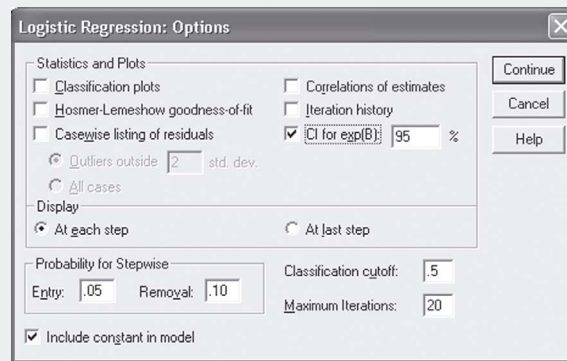 Logistic Regression: Options
Statistics and Plots
Classification plots
Correlations of estimates
Hosmer-Lemeshow goodness-of-fit
Iteration history
Casewise listing of residuals
CI for exp(B): 95 %
Outliers outside 2 std. dev.
All cases
Display
At each step
At last step
Probability for Stepwise
Entry: .05 Removal: .10
Classification cutoff: .5
Maximum Iterations: 20
Include constant in model
Continue
Cancel
Help